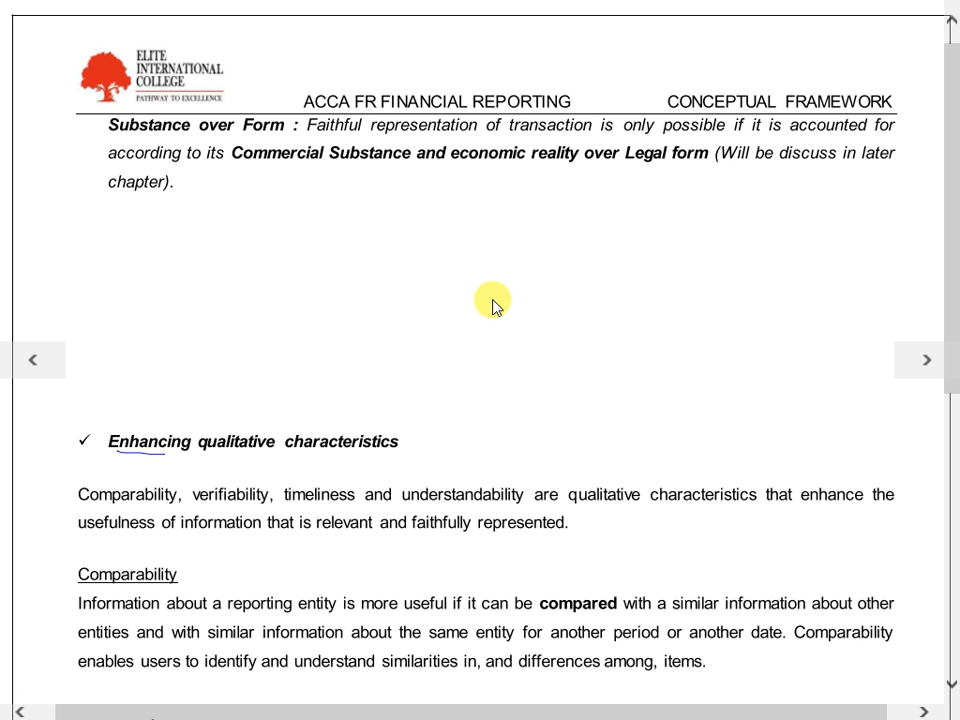 ELITE
INTERNATIONAL
COLLEGE
PATHWAY TO EXCELLENCE
ACCA FR FINANCIAL REPORTING CONCEPTUAL FRAMEWORK
Substance over Form : Faithful representation of transaction is only possible if it is accounted for
according to its Commercial Substance and economic reality over Legal form (Will be discuss in later
chapter).
✓ Enhancing qualitative characteristics
Comparability, verifiability, timeliness and understandability are qualitative characteristics that enhance the
usefulness of information that is relevant and faithfully represented.
Comparability
Information about a reporting entity is more useful if it can be compared with a similar information about other
entities and with similar information about the same entity for another period or another date. Comparability
enables users to identify and understand similarities in, and differences among, items.